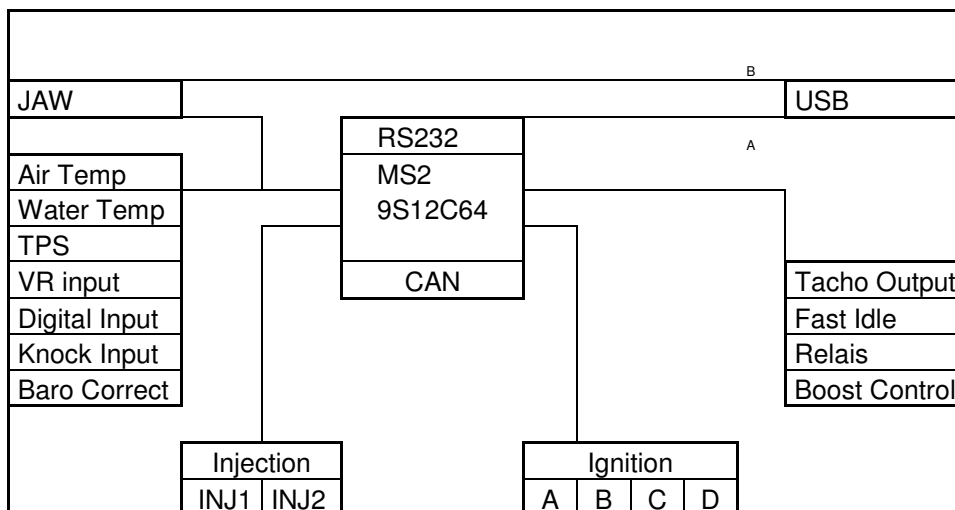 B
JAW
USB
RS232
A
Air Temp
MS2
Water Temp
9S12C64
TPS
VR input
CAN
Tacho Output
Digital Input
Fast Idle
Knock Input
Relais
Baro Correct
Boost Control
Injection
Ignition
INJ1 INJ2
A B C D